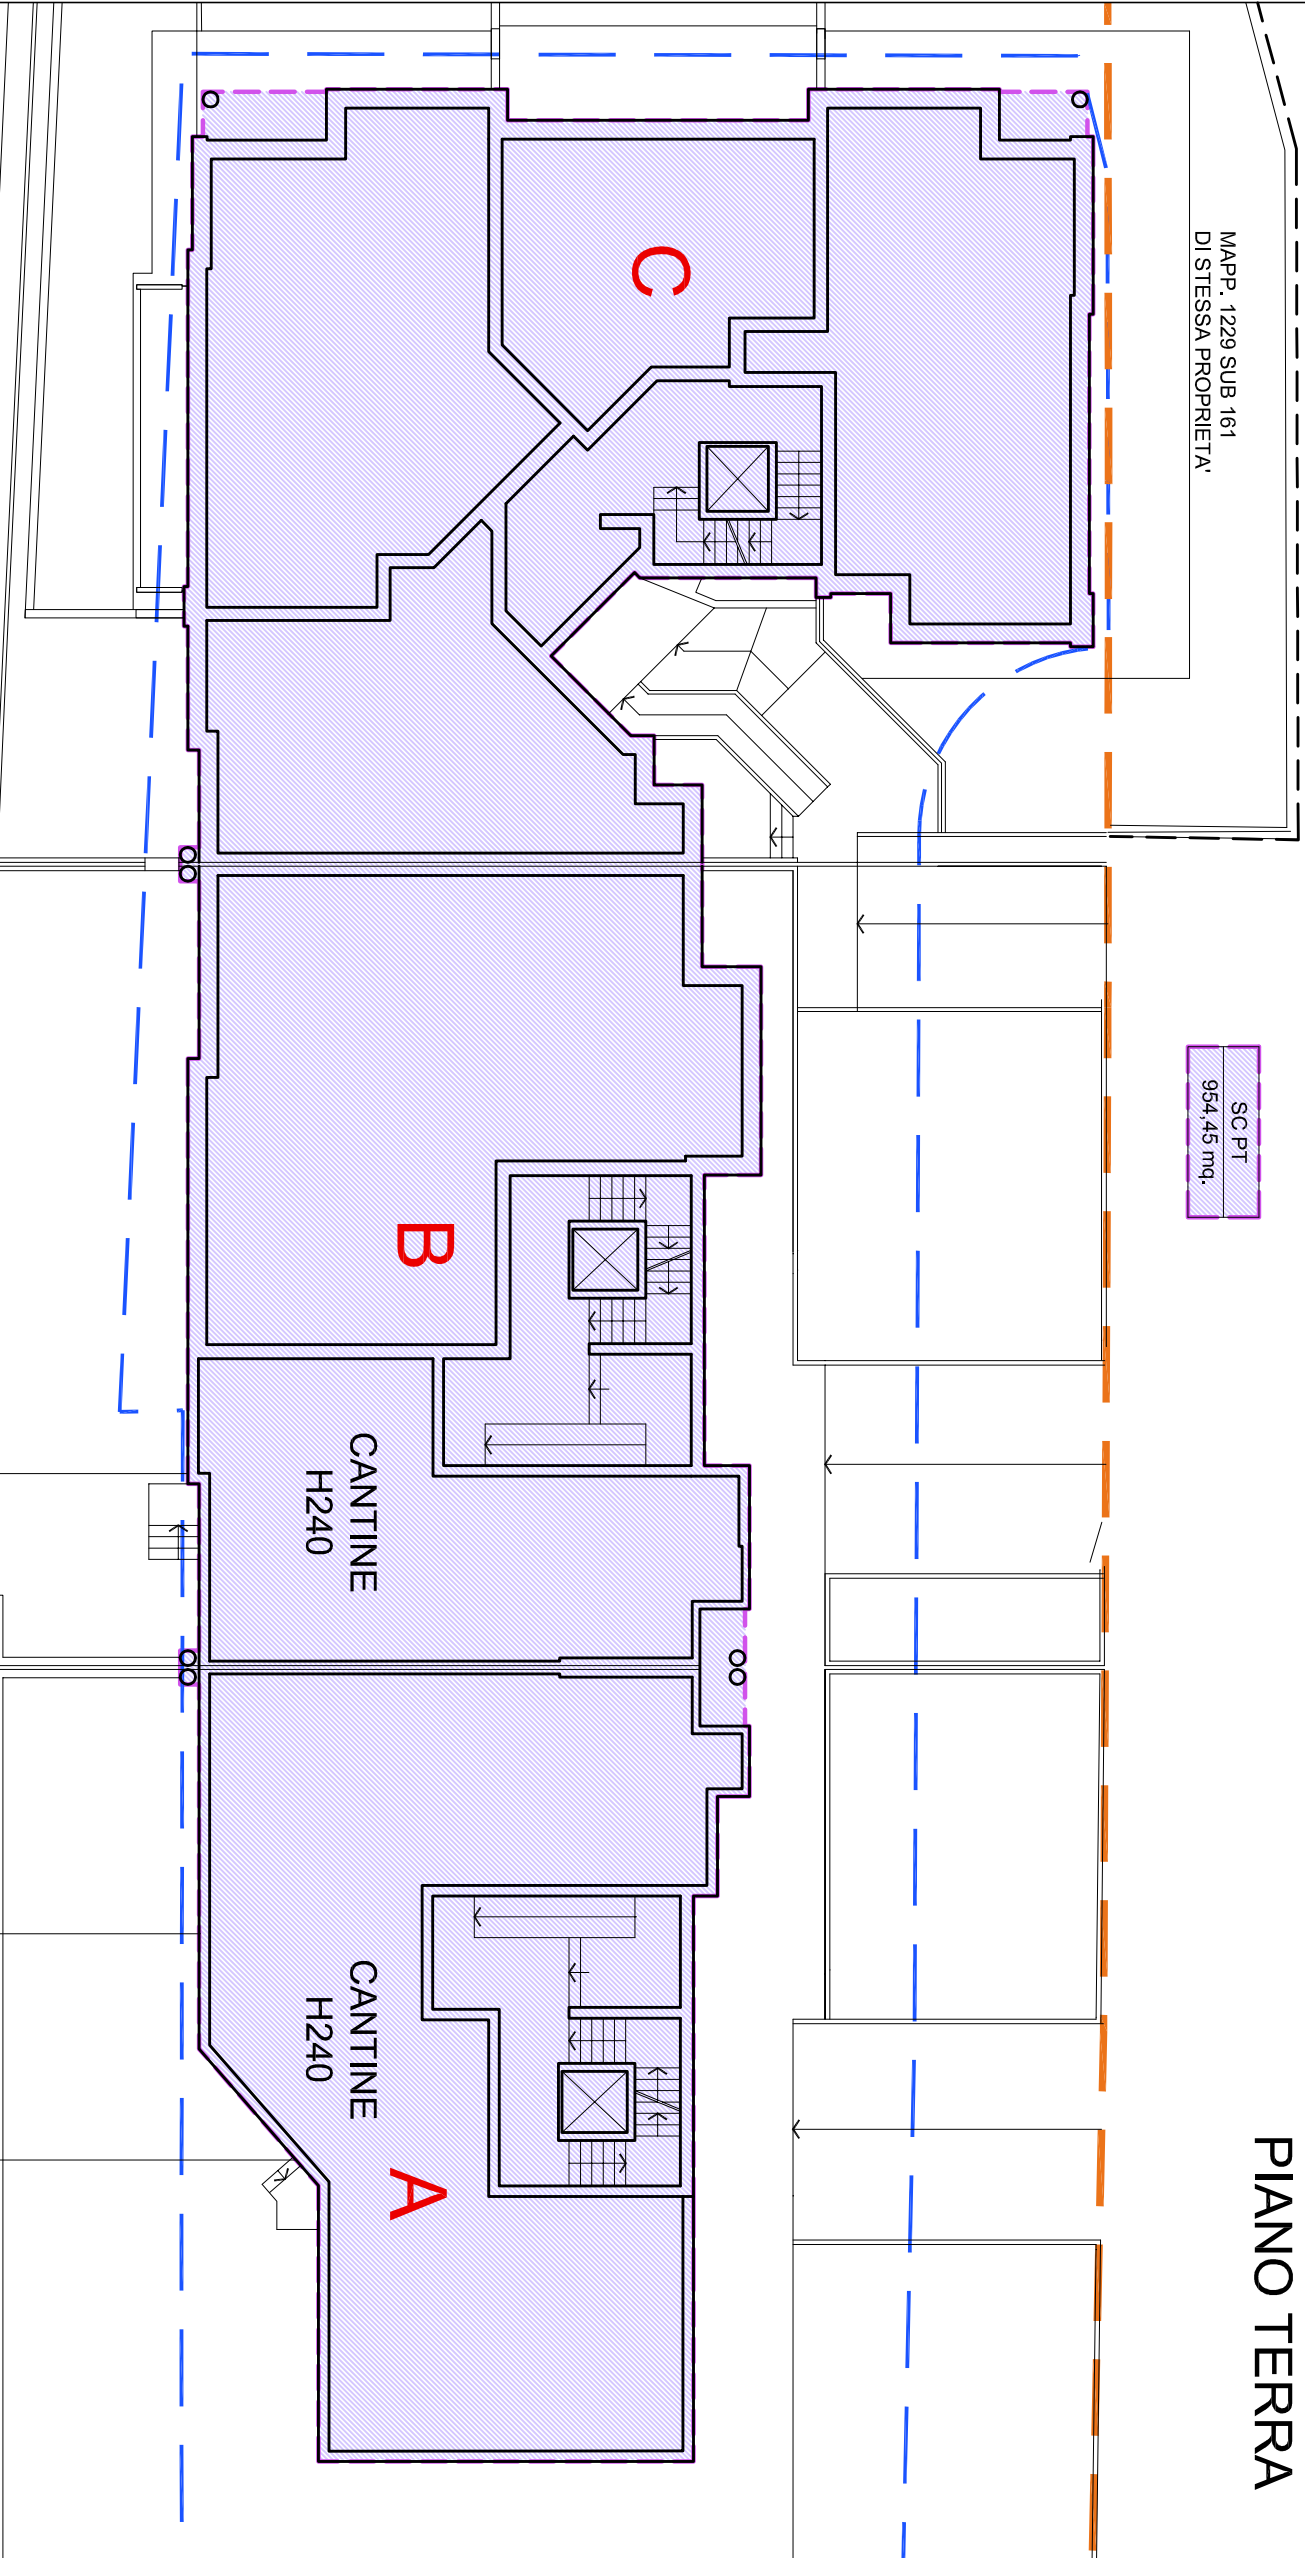 PIANO TERRA
MAPP. 1229 SUB 161
DI STESSA PROPRIETA'
SC PT
954,45 mq.
C
B
A
CANTINE
H240
CANTINE
H240